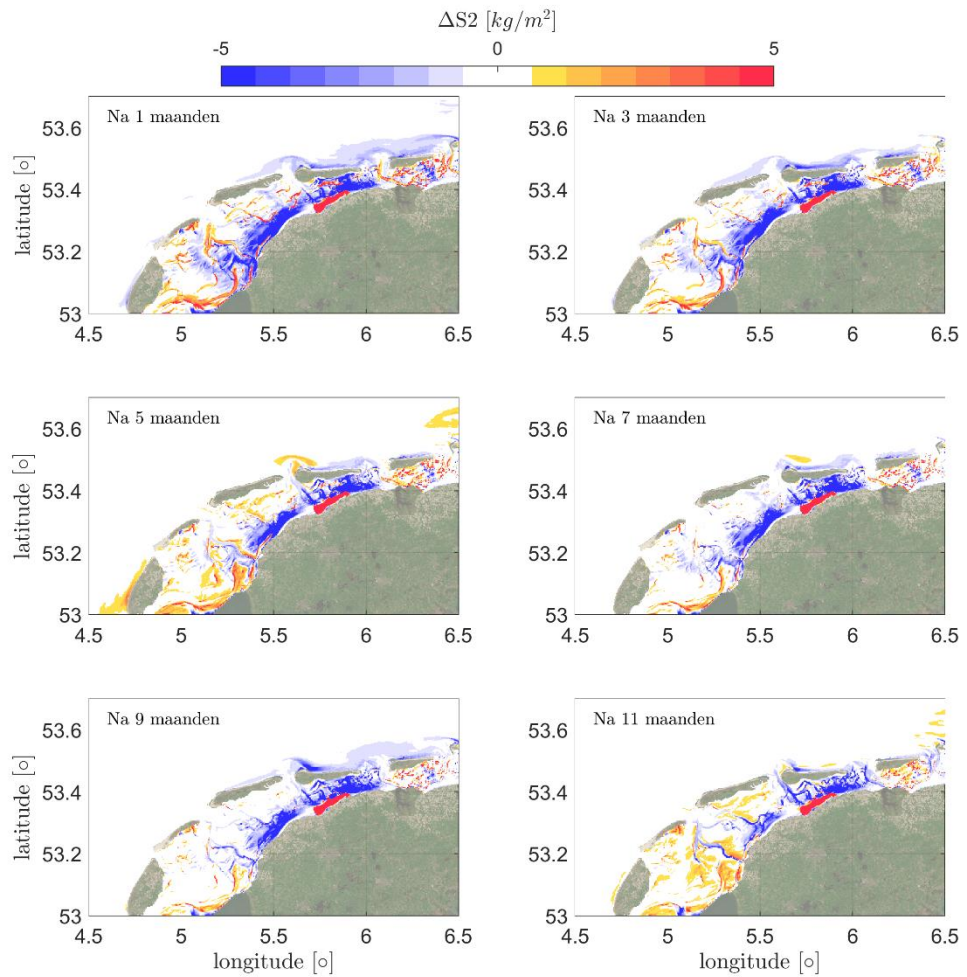 ΔS2 [kg/m²]
-5 0 5
Na 1 maanden
53.6
53.4
53.2
53
latitude [∘]
4.5 5 5.5 6 6.5
Na 3 maanden
53.6
53.4
53.2
53
latitude [∘]
4.5 5 5.5 6 6.5
Na 5 maanden
53.6
53.4
53.2
53
latitude [∘]
4.5 5 5.5 6 6.5
Na 7 maanden
53.6
53.4
53.2
53
latitude [∘]
4.5 5 5.5 6 6.5
Na 9 maanden
53.6
53.4
53.2
53
latitude [∘]
4.5 5 5.5 6 6.5
longitude [∘]
Na 11 maanden
53.6
53.4
53.2
53
latitude [∘]
4.5 5 5.5 6 6.5
longitude [∘]